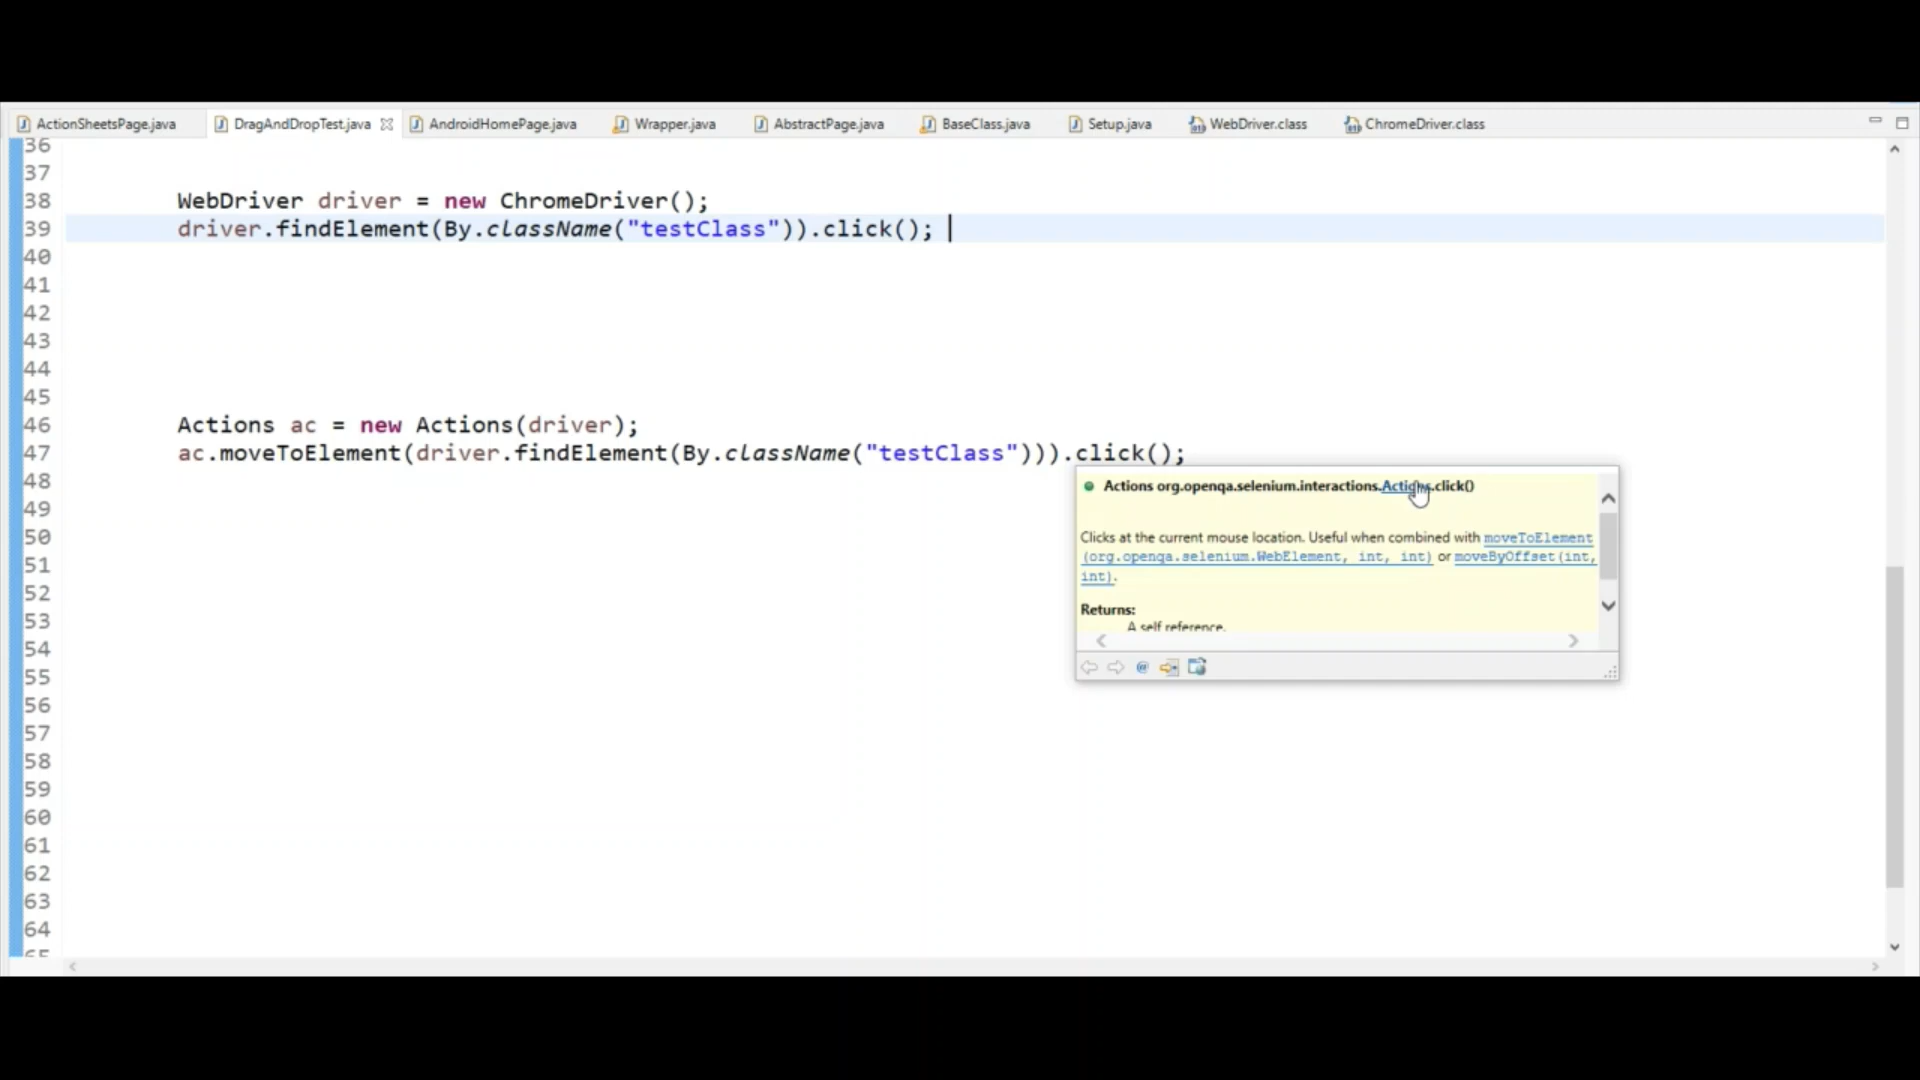 ActionSheetsPage.java DragAndDropTest.java AndroidHomePage.java Wrapper.java AbstractPage.java BaseClass.java Setup.java WebDriver.class ChromeDriver.class
36
37
38 WebDriver driver = new ChromeDriver();
39 driver.findElement(By.className("testClass")).click();
40
41
42
43
44
45
46 Actions ac = new Actions(driver);
47 ac.moveToElement(driver.findElement(By.className("testClass"))).click();
48
Actions org.openqa.selenium.interactions.Actions.click()
49
50
Clicks at the current mouse location. Useful when combined with moveToElement
(org.openqa.selenium.WebElement, int, int) or moveByOffset(int,
51
int).
52
Returns:
53
A self reference.
54
55
56
57
58
59
60
61
62
63
64
65